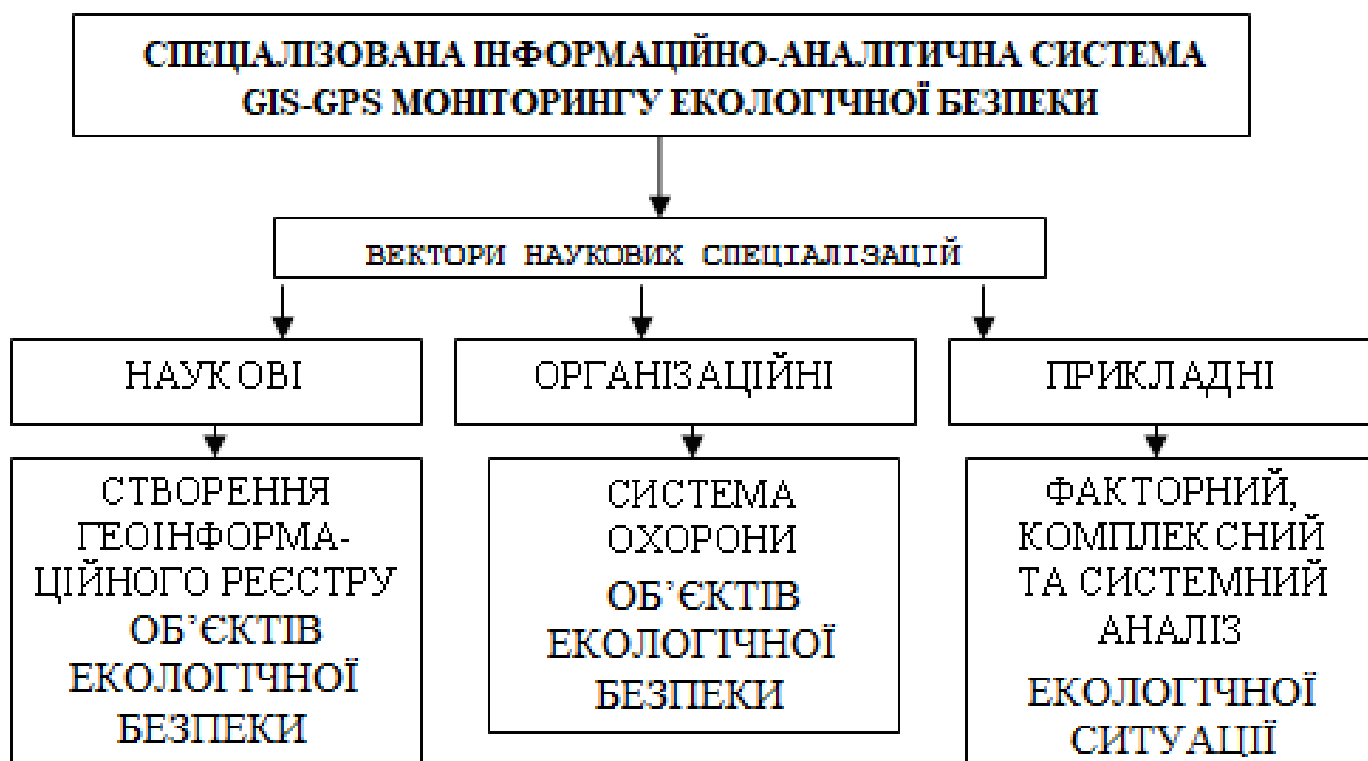 СПЕЦІАЛІЗОВАНА ІНФОРМАЦІЙНО-АНАЛІТИЧНА СИСТЕМА
GIS-GPS МОНІТОРИНГУ ЕКОЛОГІЧНОЇ БЕЗПЕКИ
ВЕКТОРИ НАУКОВИХ СПЕЦІАЛІЗАЦІЙ
НАУКОВІ
СТВОРЕННЯ
ГЕОІНФОРМА-
ЦІЙНОГО РЕЄСТРУ
ОБ’ЄКТІВ
ЕКОЛОГІЧНОЇ
БЕЗПЕКИ
ОРГАНІЗАЦІЙНІ
СИСТЕМА
ОХОРОНИ
ОБ’ЄКТІВ
ЕКОЛОГІЧНОЇ
БЕЗПЕКИ
ПРИКЛАДНІ
ФАКТОРНИЙ,
КОМПЛЕКСНИЙ
ТА СИСТЕМНИЙ
АНАЛІЗ
ЕКОЛОГІЧНОЇ
СИТУАЦІЇ